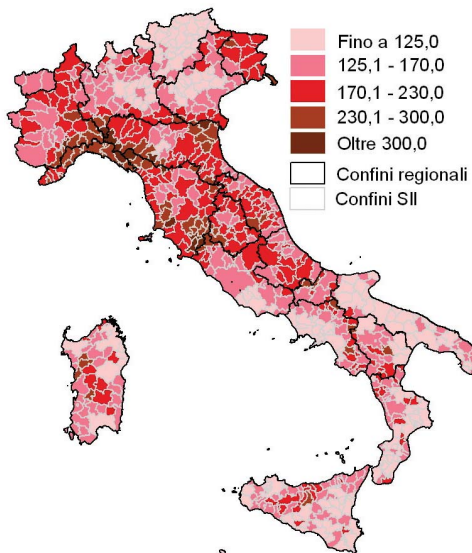 Fino a 125,0
125,1 - 170,0
170,1 - 230,0
230,1 - 300,0
Oltre 300,0
Confini regionali
Confini SII